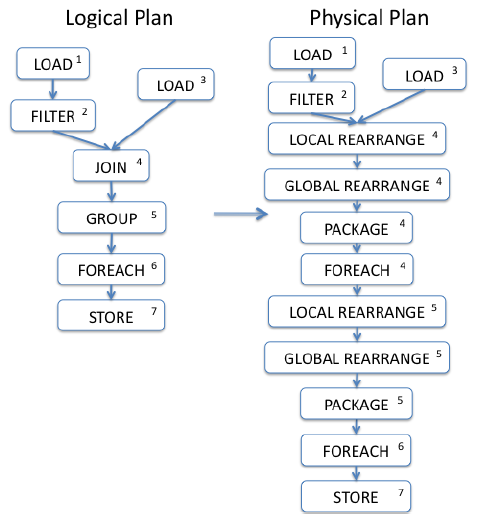 Logical Plan
LOAD 1
LOAD 3
FILTER 2
JOIN 4
GROUP 5
FOREACH 6
STORE 7
Physical Plan
LOAD 1
LOAD 3
FILTER 2
LOCAL REARRANGE 4
GLOBAL REARRANGE 4
PACKAGE 4
FOREACH 4
LOCAL REARRANGE 5
GLOBAL REARRANGE 5
PACKAGE 5
FOREACH 6
STORE 7